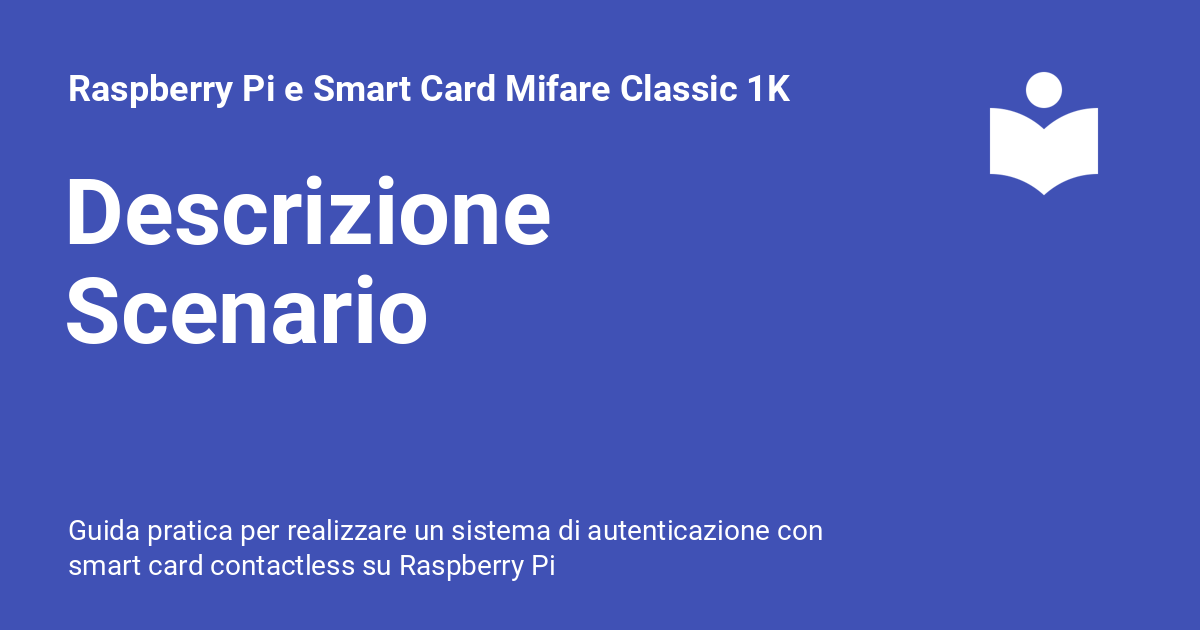 Raspberry Pi e Smart Card Mifare Classic 1K
Descrizione
Scenario
Guida pratica per realizzare un sistema di autenticazione con
smart card contactless su Raspberry Pi